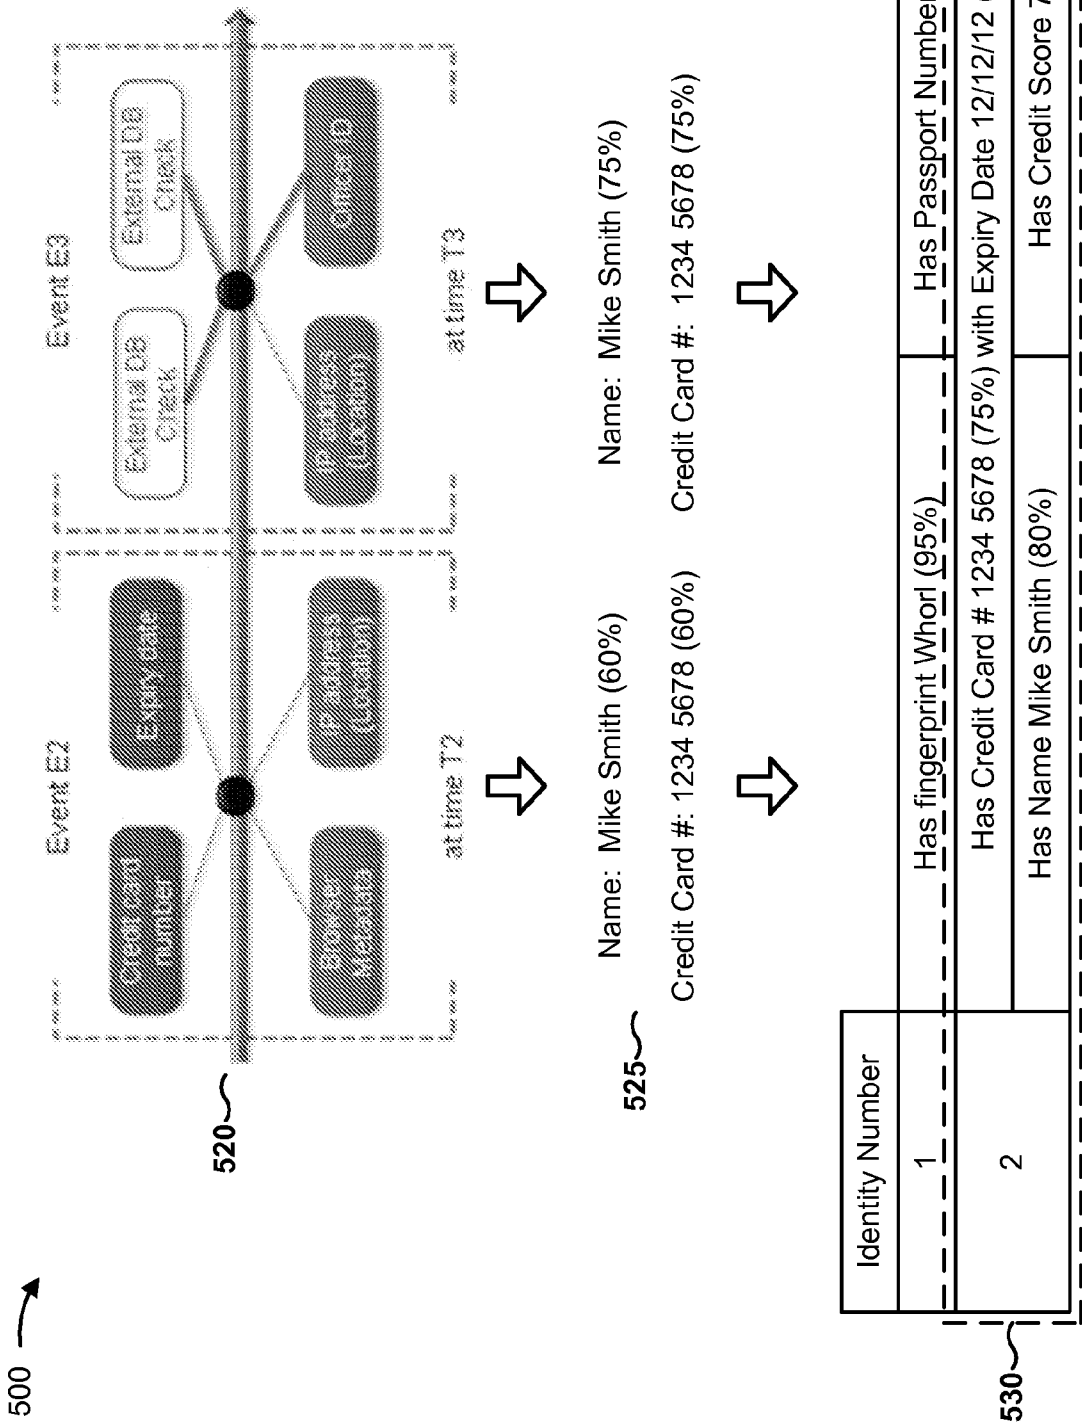 500
Event E2
Event E3
Credit card
number
Expiry date
External DB
Check
External DB
Check
520
Browser
Metadata
IP address
(Location)
IP address
(Location)
at time T2
at time T3
Name: Mike Smith (60%)
Name: Mike Smith (75%)
525
Credit Card #: 1234 5678 (60%)
Credit Card #: 1234 5678 (75%)
Identity Number
1
Has fingerprint Whorl (95%)
Has Passport Number
2
Has Credit Card # 1234 5678 (75%) with Expiry Date 12/12/12
Has Name Mike Smith (80%)
Has Credit Score 7
530